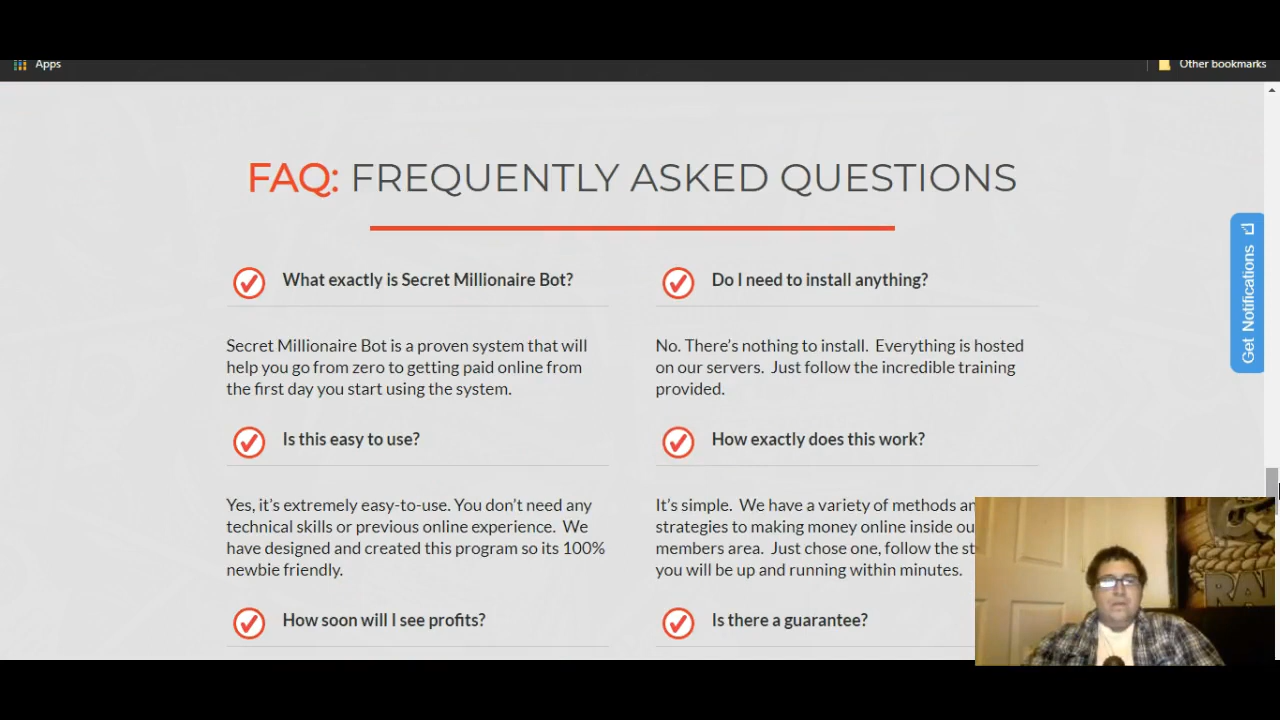 Apps
Other bookmarks
FAQ: FREQUENTLY ASKED QUESTIONS
Get Notifications
What exactly is Secret Millionaire Bot?
Secret Millionaire Bot is a proven system that will
help you go from zero to getting paid online from
the first day you start using the system.
Do I need to install anything?
No. There's nothing to install. Everything is hosted
on our servers. Just follow the incredible training
provided.
Is this easy to use?
Yes, it's extremely easy-to-use. You don't need any
technical skills or previous online experience. We
have designed and created this program so its 100%
newbie friendly.
How exactly does this work?
It's simple. We have a variety of methods an
strategies to making money online inside ou
members area. Just chose one, follow the st
you will be up and running within minutes.
How soon will I see profits?
Is there a guarantee?